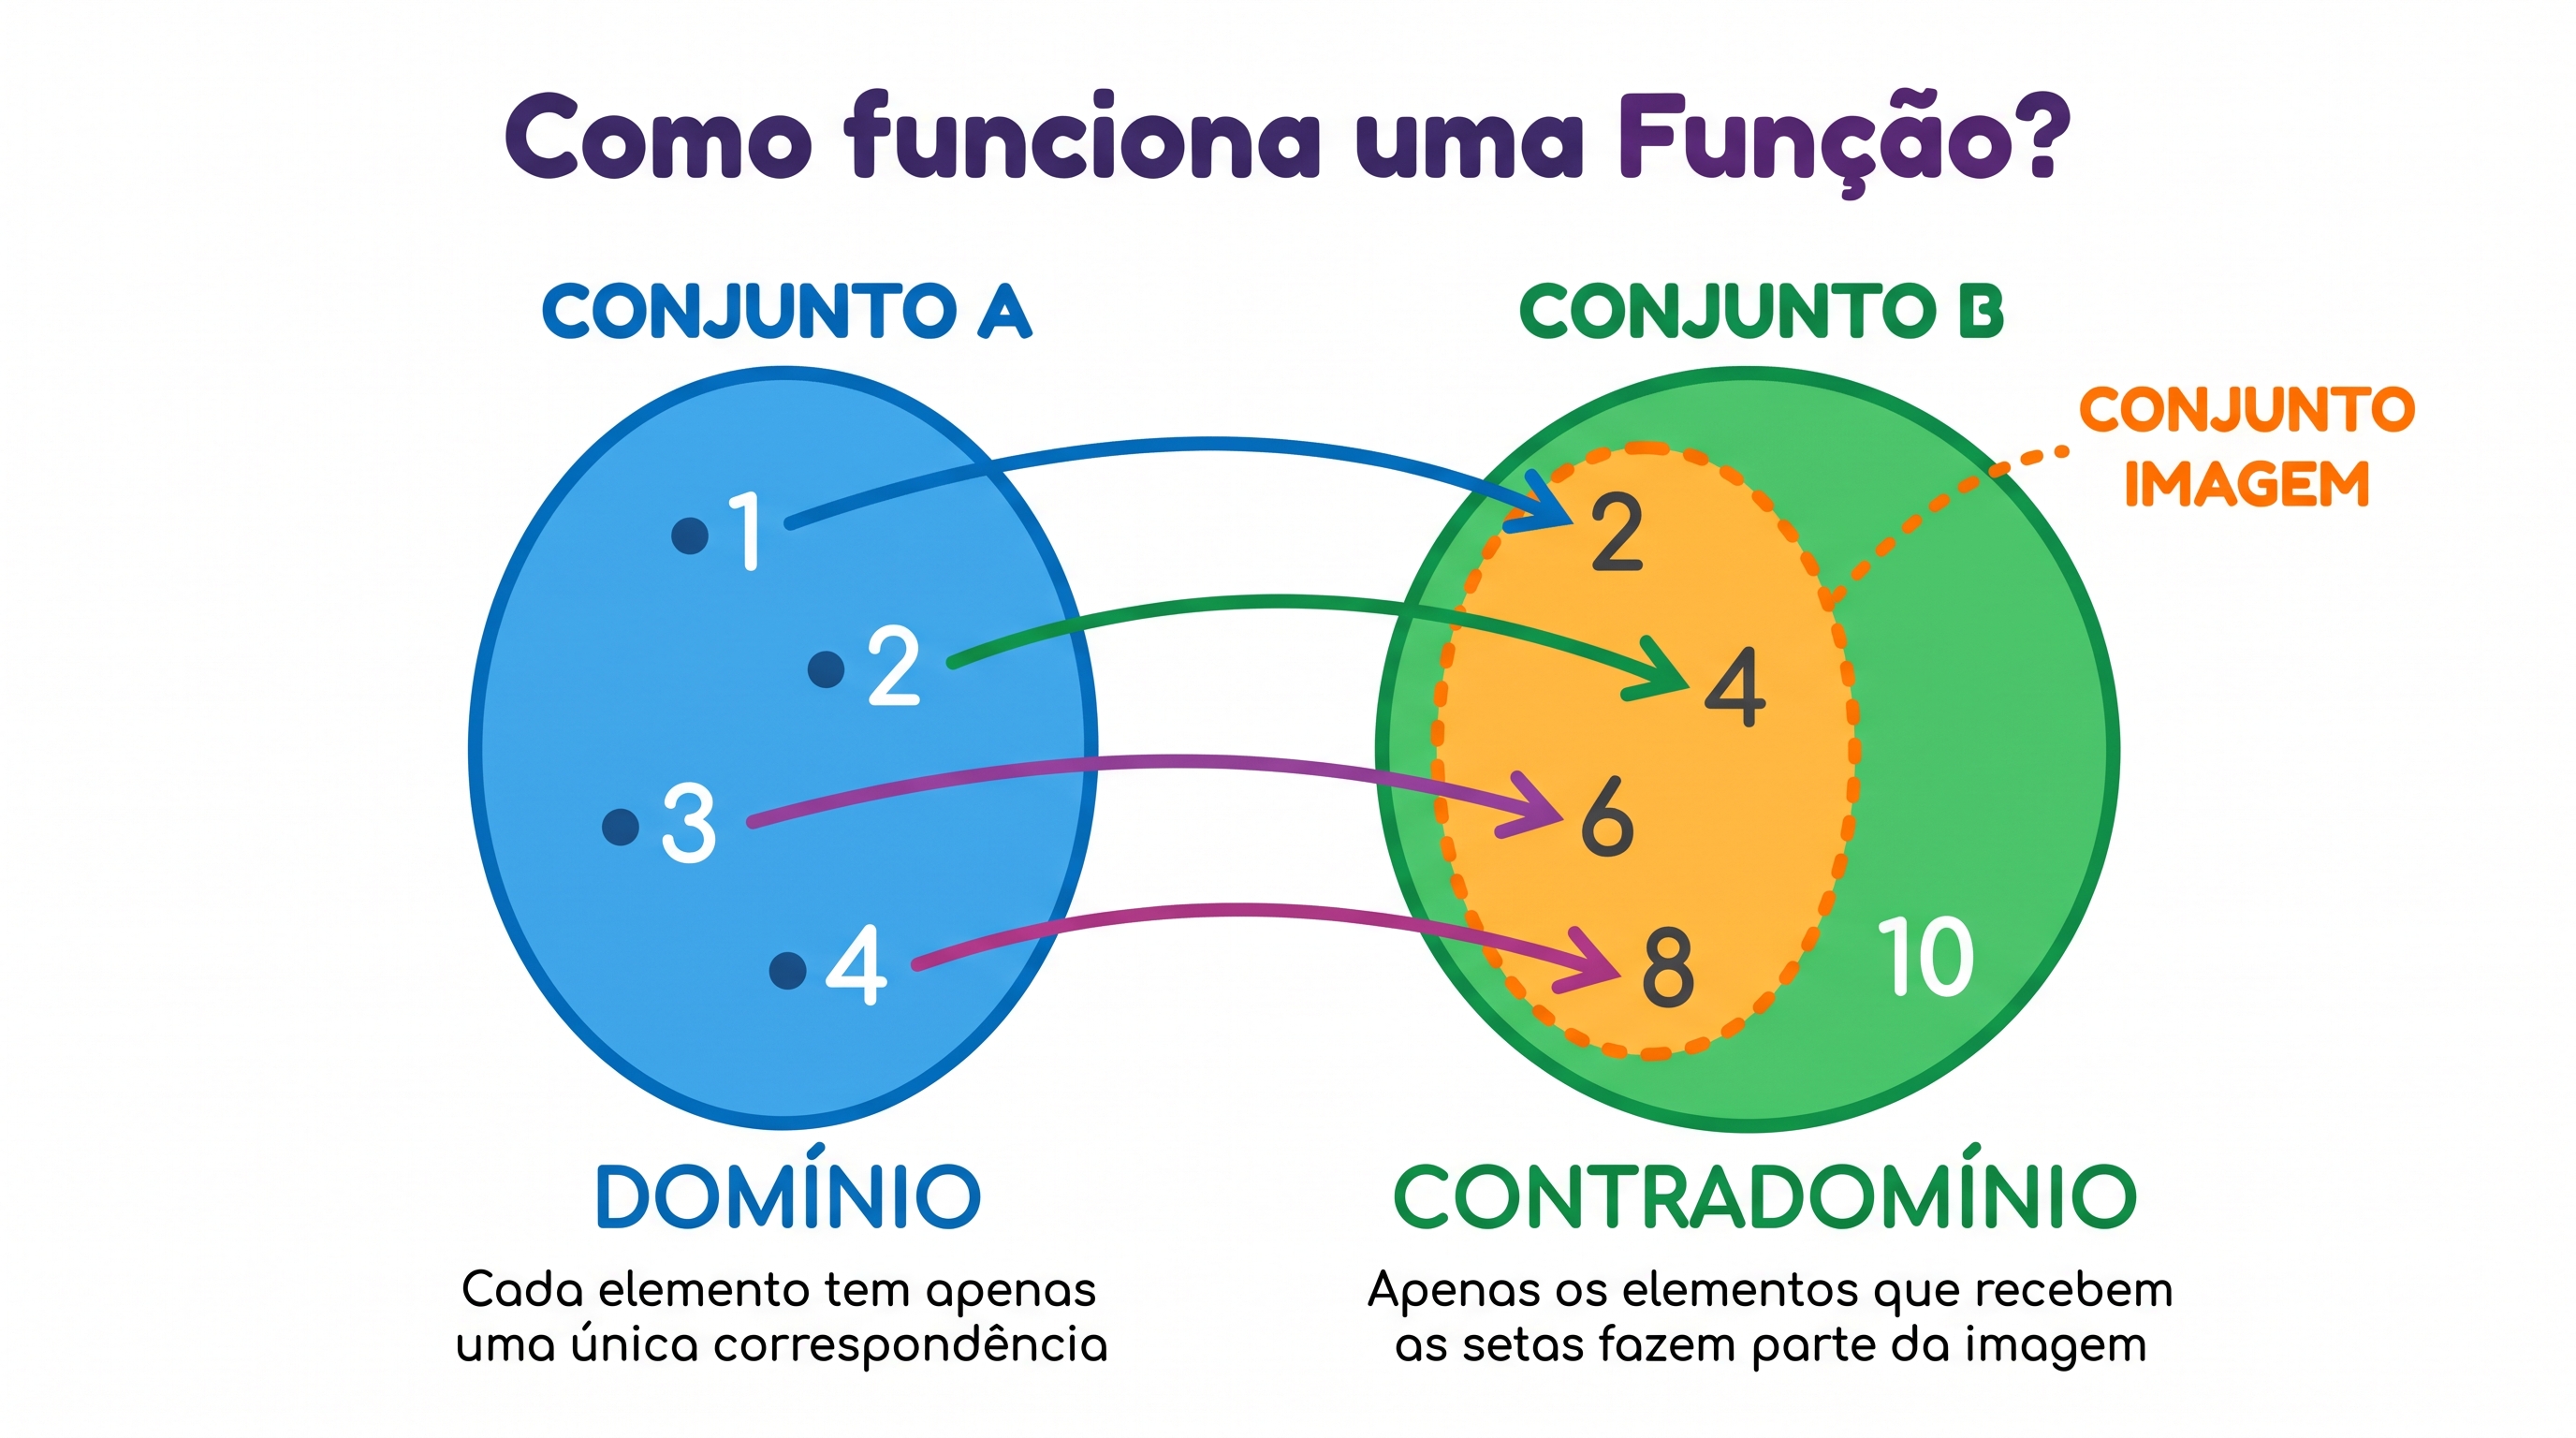 Como funciona uma Função?
CONJUNTO A
CONJUNTO B
CONJUNTO
IMAGEM
1
2
3
4
2
4
6
8
10
DOMÍNIO
Cada elemento tem apenas
uma única correspondência
CONTRADOMÍNIO
Apenas os elementos que recebem
as setas fazem parte da imagem